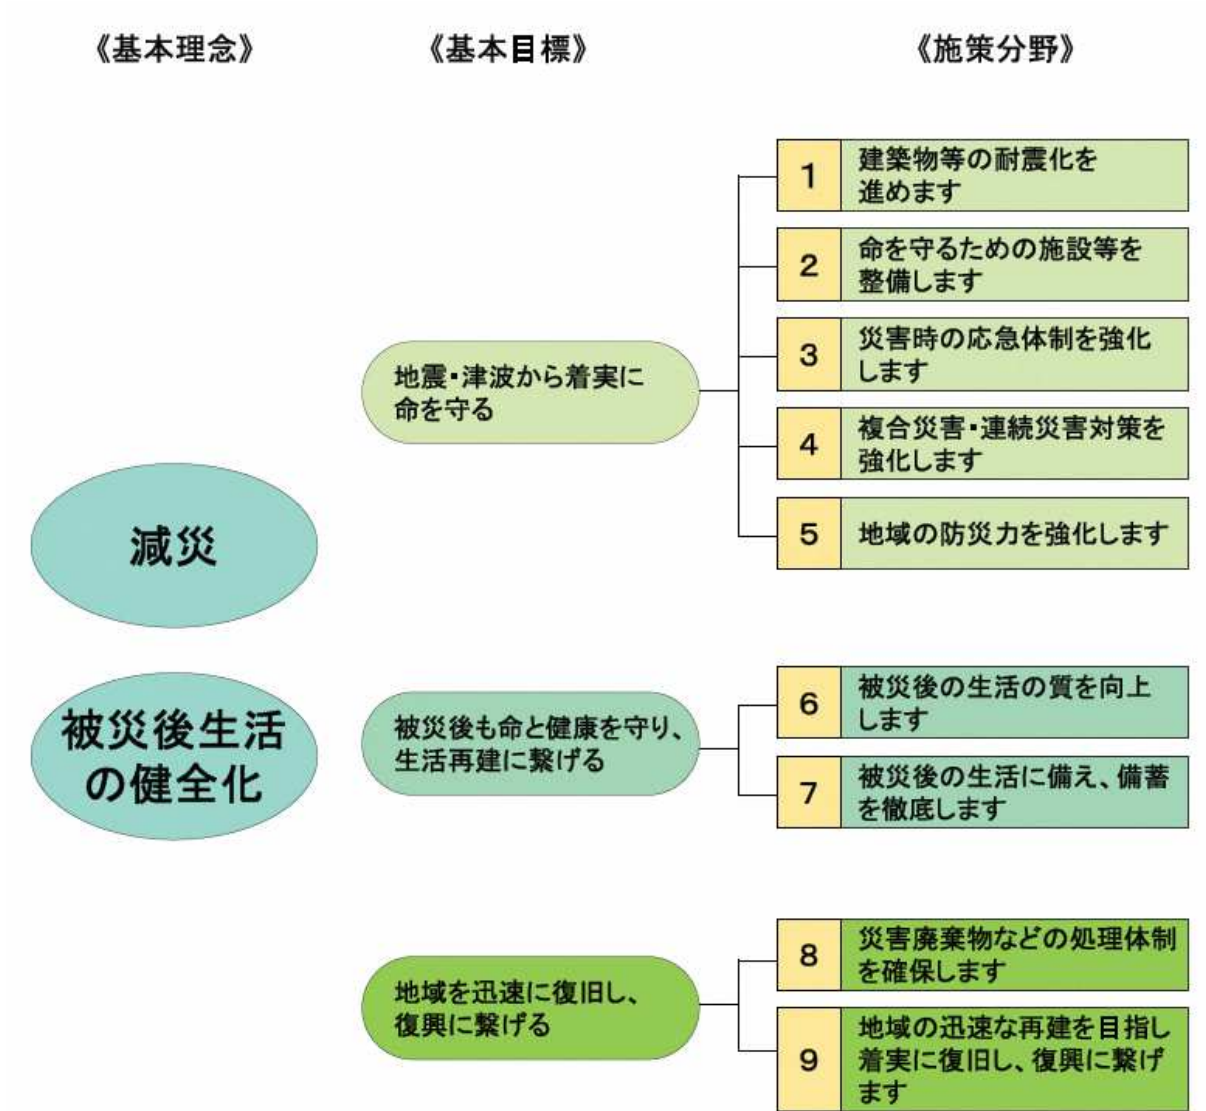 《基本理念》
《基本目標》
《施策分野》
減災
被災後生活
の健全化
地震・津波から着実に
命を守る
1
建築物等の耐震化を
進めます
2
命を守るための施設等を
整備します
3
災害時の応急体制を強化
します
4
複合災害・連続災害対策を
強化します
5
地域の防災力を強化します
被災後も命と健康を守り、
生活再建に繋げる
6
被災後の生活の質を向上
します
7
被災後の生活に備え、備蓄
を徹底します
地域を迅速に復旧し、
復興に繋げる
8
災害廃棄物などの処理体制
を確保します
9
地域の迅速な再建を目指し
着実に復旧し、復興に繋げ
ます